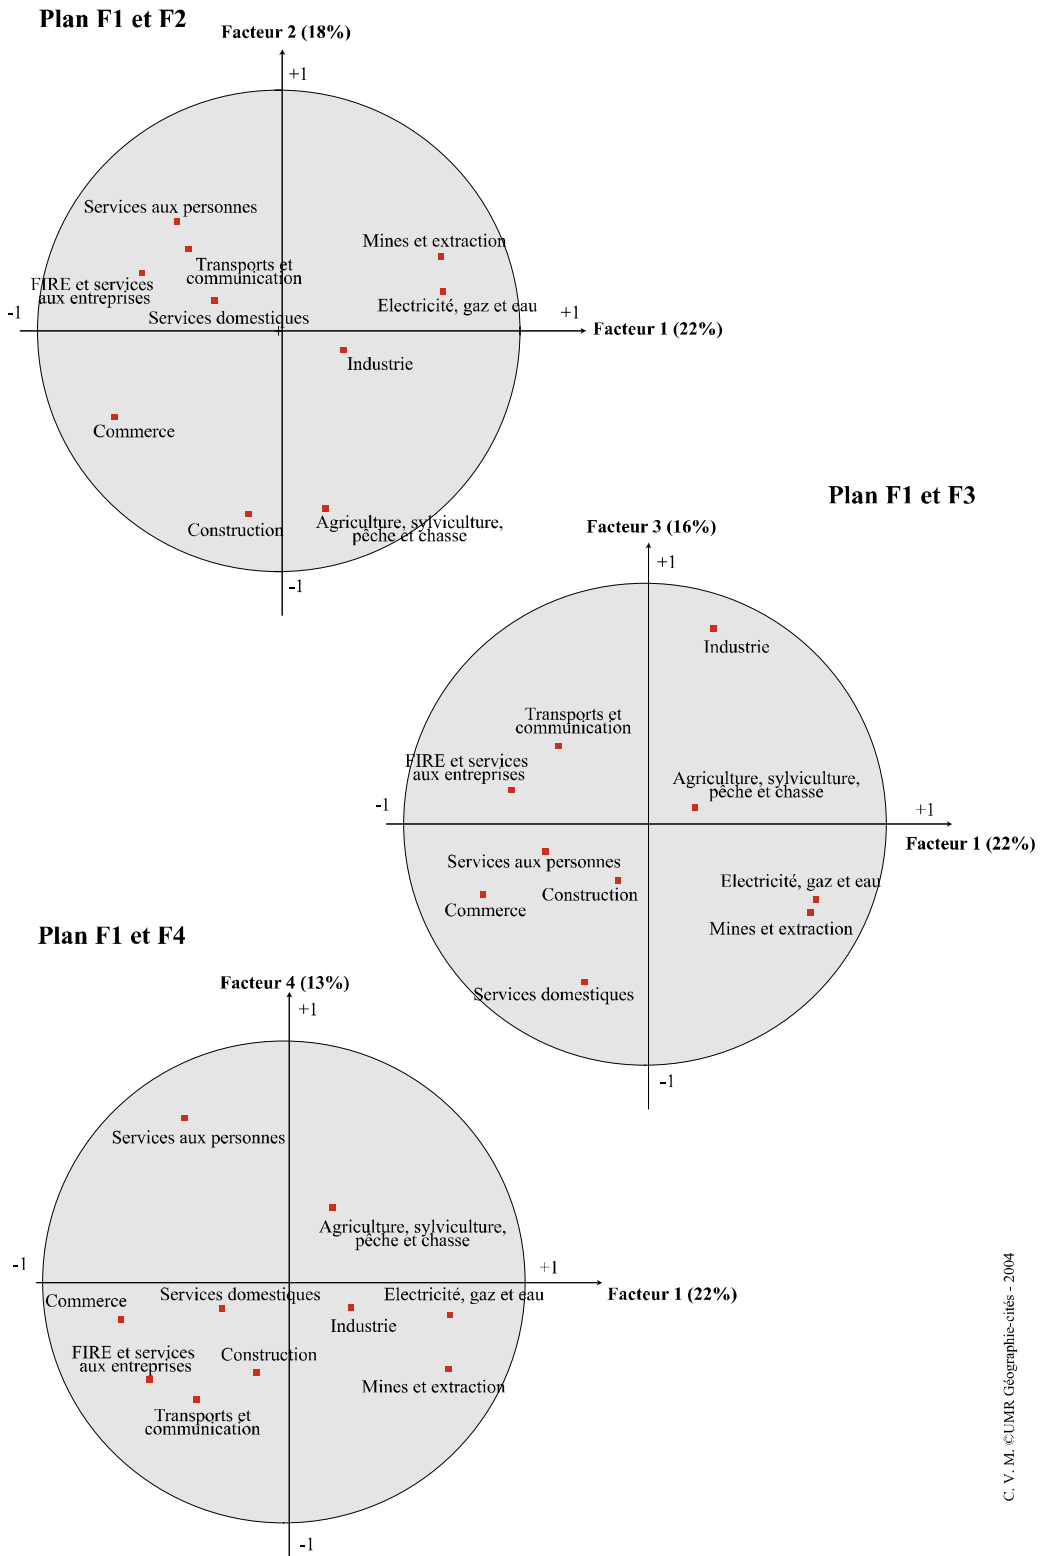 Plan F1 et F2
Facteur 2 (18%)
+1
Services aux personnes
Mines et extraction
Transports et
communication
FIRE et services
aux entreprises
Electricité, gaz et eau
Services domestiques
-1
+1
Facteur 1 (22%)
Industrie
Commerce
Construction
Agriculture, sylviculture,
pêche et chasse
-1
Plan F1 et F3
Facteur 3 (16%)
+1
Industrie
Transports et
communication
FIRE et services
aux entreprises
Agriculture, sylviculture,
pêche et chasse
-1
+1
Facteur 1 (22%)
Services aux personnes
Construction
Commerce
Electricité, gaz et eau
Mines et extraction
Services domestiques
-1
Plan F1 et F4
Facteur 4 (13%)
+1
Services aux personnes
Agriculture, sylviculture,
pêche et chasse
-1
+1
Facteur 1 (22%)
Commerce
Services domestiques
Electricité, gaz et eau
Industrie
FIRE et services
aux entreprises
Construction
Mines et extraction
Transports et
communication
-1
C. V. M. ©UMR Géographie-cités - 2004